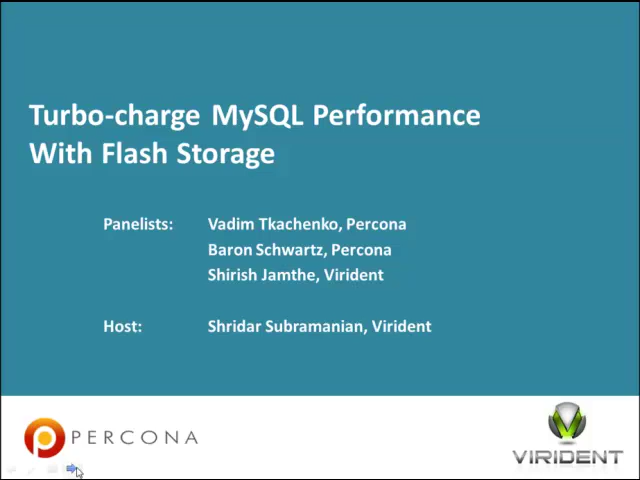 Turbo-charge MySQL Performance
With Flash Storage
Panelists: Vadim Tkachenko, Percona
Baron Schwartz, Percona
Shirish Jamthe, Virident
Host: Shridar Subramanian, Virident
PERCONA
VIRIDENT